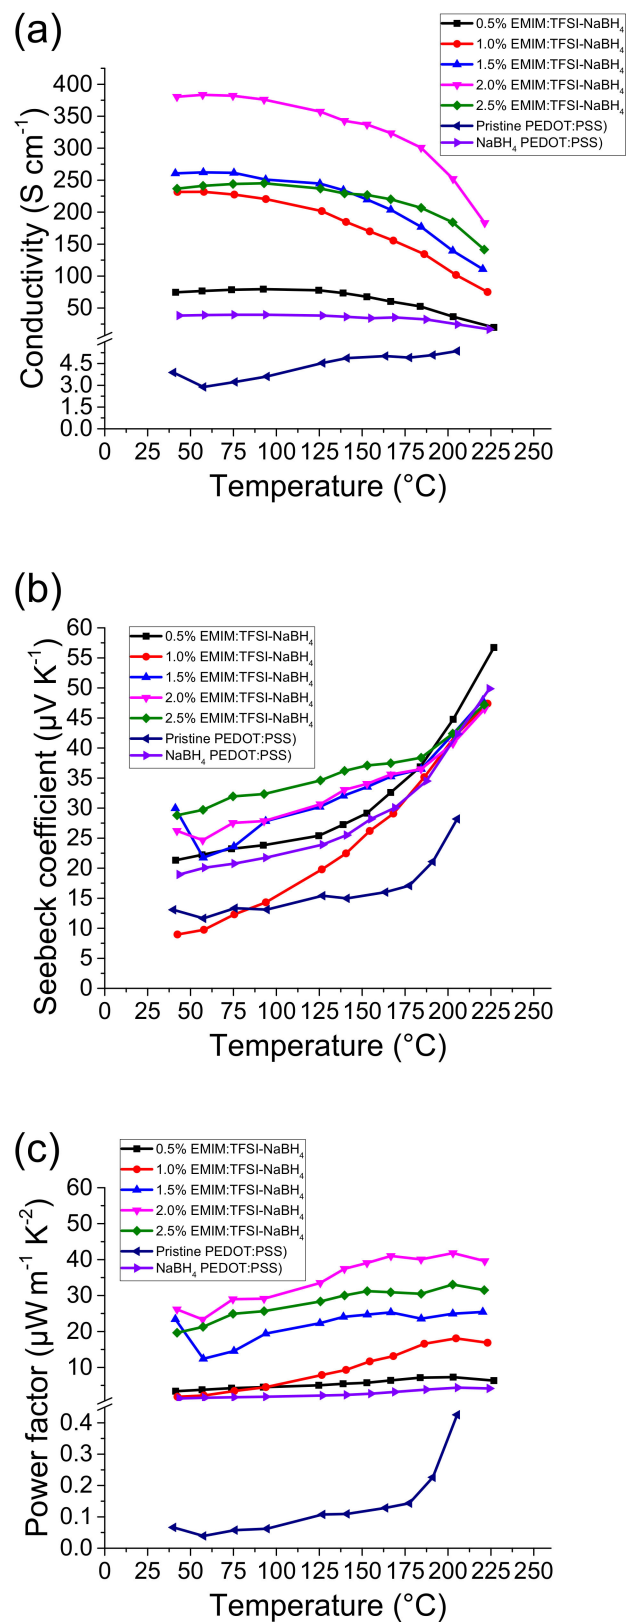 (a)
0.5% EMIM:TFSI-NaBH₄
1.0% EMIM:TFSI-NaBH₄
1.5% EMIM:TFSI-NaBH₄
2.0% EMIM:TFSI-NaBH₄
2.5% EMIM:TFSI-NaBH₄
Pristine PEDOT:PSS)
NaBH₄ PEDOT:PSS)
Conductivity (S cm⁻¹)
400
350
300
250
200
150
100
50
4.5
3.0
1.5
0.0
0 25 50 75 100 125 150 175 200 225 250
Temperature (°C)
(b)
0.5% EMIM:TFSI-NaBH₄
1.0% EMIM:TFSI-NaBH₄
1.5% EMIM:TFSI-NaBH₄
2.0% EMIM:TFSI-NaBH₄
2.5% EMIM:TFSI-NaBH₄
Pristine PEDOT:PSS)
NaBH₄ PEDOT:PSS)
Seebeck coefficient (µV K⁻¹)
60
55
50
45
40
35
30
25
20
15
10
5
0
0 25 50 75 100 125 150 175 200 225 250
Temperature (°C)
(c)
0.5% EMIM:TFSI-NaBH₄
1.0% EMIM:TFSI-NaBH₄
1.5% EMIM:TFSI-NaBH₄
2.0% EMIM:TFSI-NaBH₄
2.5% EMIM:TFSI-NaBH₄
Pristine PEDOT:PSS)
NaBH₄ PEDOT:PSS)
Power factor (µW m⁻¹ K⁻²)
60
50
40
30
20
10
0.4
0.3
0.2
0.1
0.0
0 25 50 75 100 125 150 175 200 225 250
Temperature (°C)